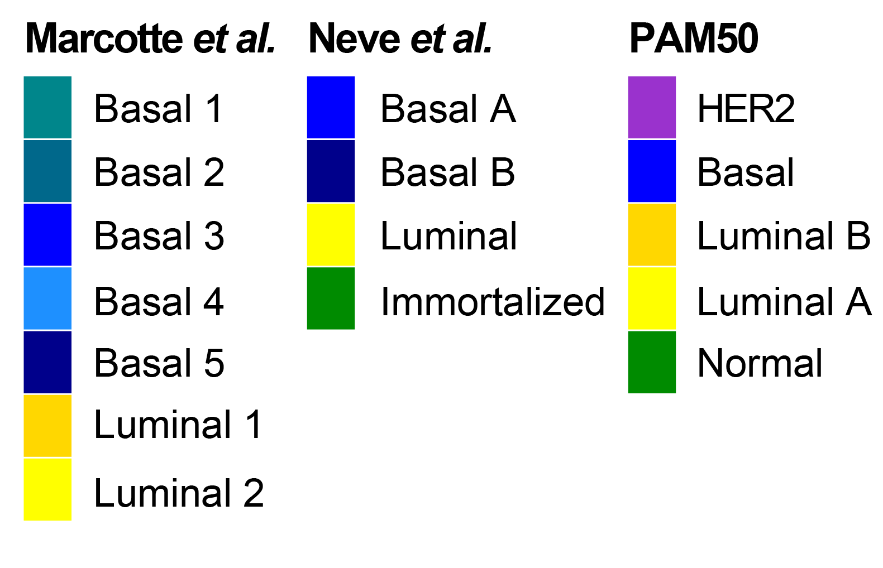 Marcotte et al.
Basal 1
Basal 2
Basal 3
Basal 4
Basal 5
Luminal 1
Luminal 2
Neve et al.
Basal A
Basal B
Luminal
Immortalized
PAM50
HER2
Basal
Luminal B
Luminal A
Normal